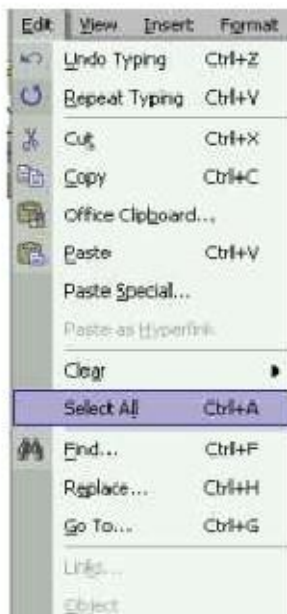 Edit View Insert Format
Undo Typing Ctrl+Z
Repeat Typing Ctrl+Y
Cut Ctrl+X
Copy Ctrl+C
Office Clipboard...
Paste Ctrl+V
Paste Special...
Paste as Hyperlink
Clear
Select All Ctrl+A
Find... Ctrl+F
Replace... Ctrl+H
Go To... Ctrl+G
Links...
Object